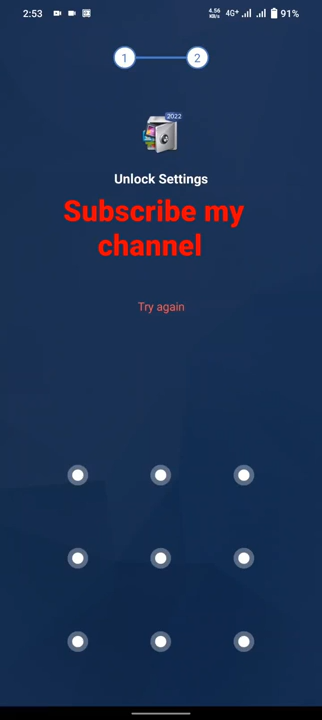 2:53 4.56 KB/s 4G+ 91%
1 2
2022
Unlock Settings
Subscribe my
channel
Try again